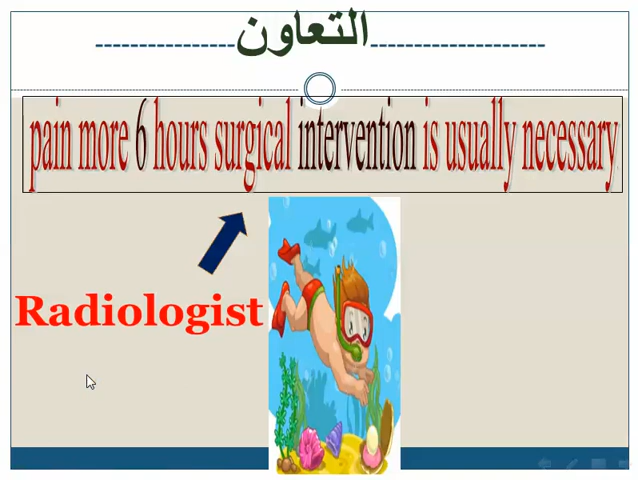 التعاون
pain more 6 hours surgical intervention is usually necessary
Radiologist